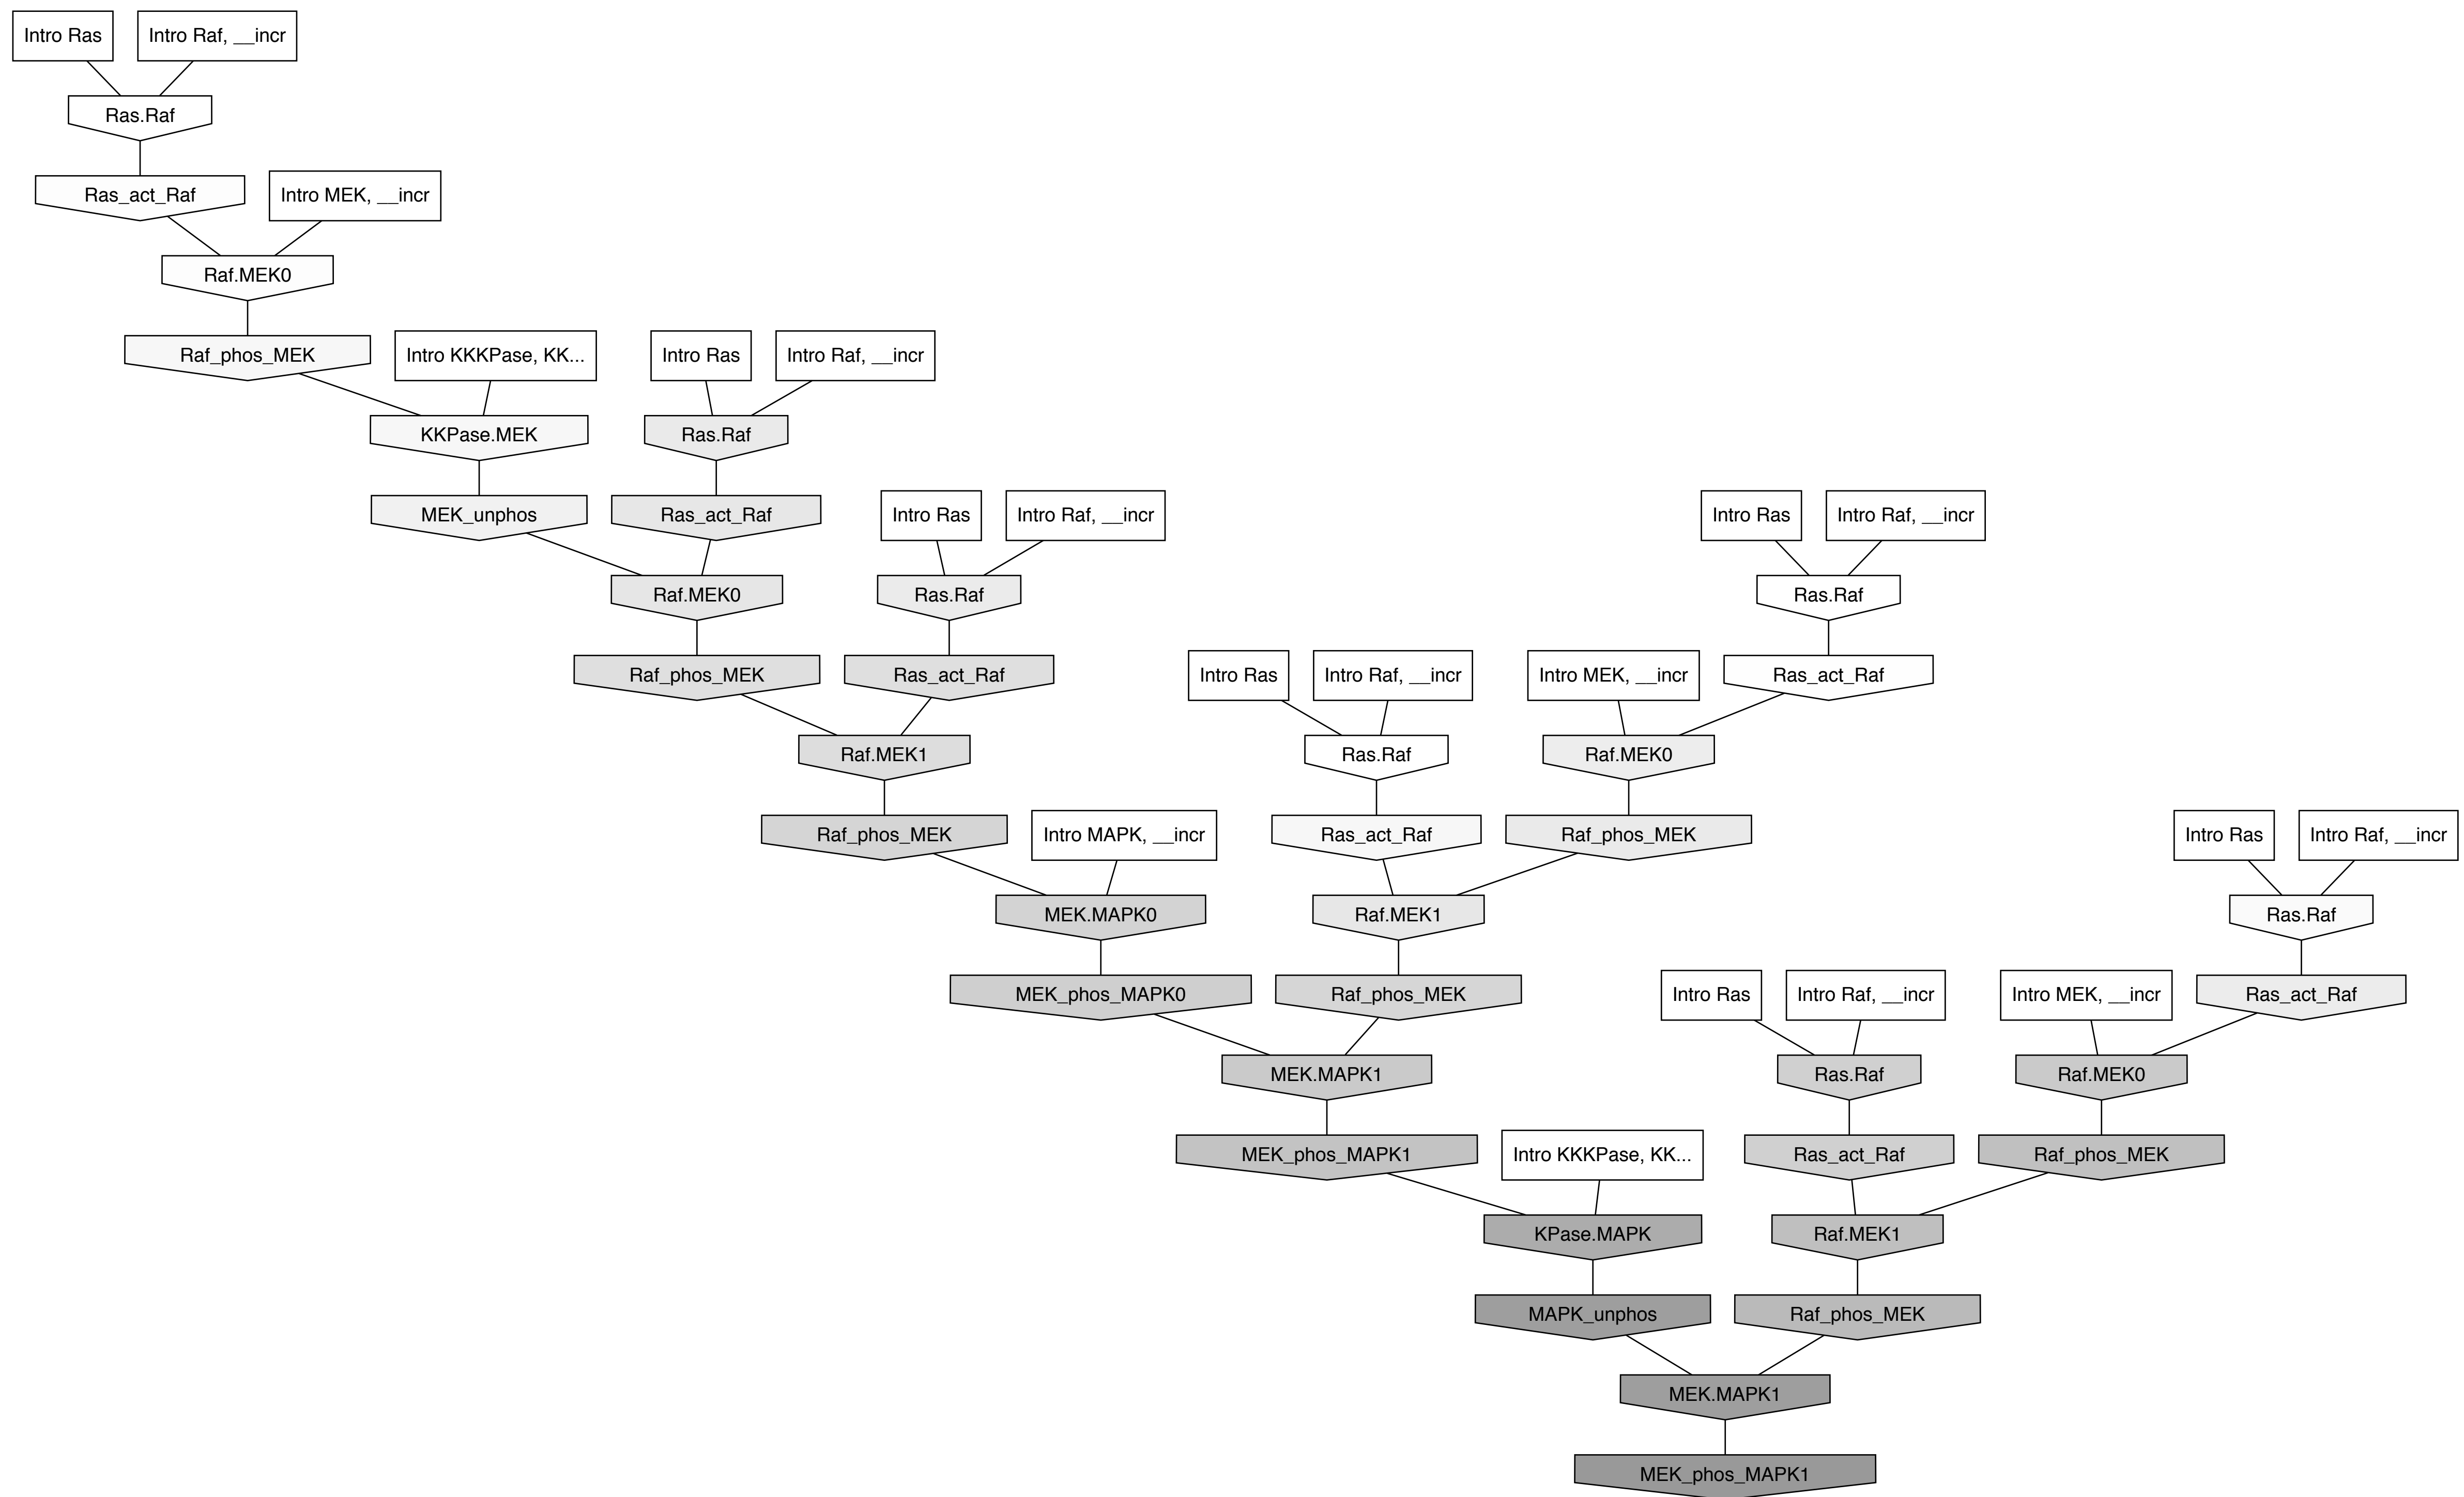 Intro Ras
Intro Raf, __incr
Ras.Raf
Ras_act_Raf
Intro MEK, __incr
Raf.MEK0
Raf_phos_MEK
Intro KKKPase, KK...
Intro Ras
Intro Raf, __incr
KKPase.MEK
Ras.Raf
MEK_unphos
Ras_act_Raf
Intro Ras
Intro Raf, __incr
Intro Ras
Intro Raf, __incr
Raf.MEK0
Ras.Raf
Ras.Raf
Raf_phos_MEK
Ras_act_Raf
Intro Ras
Intro Raf, __incr
Intro MEK, __incr
Ras_act_Raf
Raf.MEK1
Ras.Raf
Raf.MEK0
Raf_phos_MEK
Intro MAPK, __incr
Ras_act_Raf
Raf_phos_MEK
Intro Ras
Intro Raf, __incr
MEK.MAPK0
Raf.MEK1
Ras.Raf
MEK_phos_MAPK0
Raf_phos_MEK
Intro Ras
Intro Raf, __incr
Intro MEK, __incr
Ras_act_Raf
MEK.MAPK1
Ras.Raf
Raf.MEK0
MEK_phos_MAPK1
Intro KKKPase, KK...
Ras_act_Raf
Raf_phos_MEK
KPase.MAPK
Raf.MEK1
MAPK_unphos
Raf_phos_MEK
MEK.MAPK1
MEK_phos_MAPK1